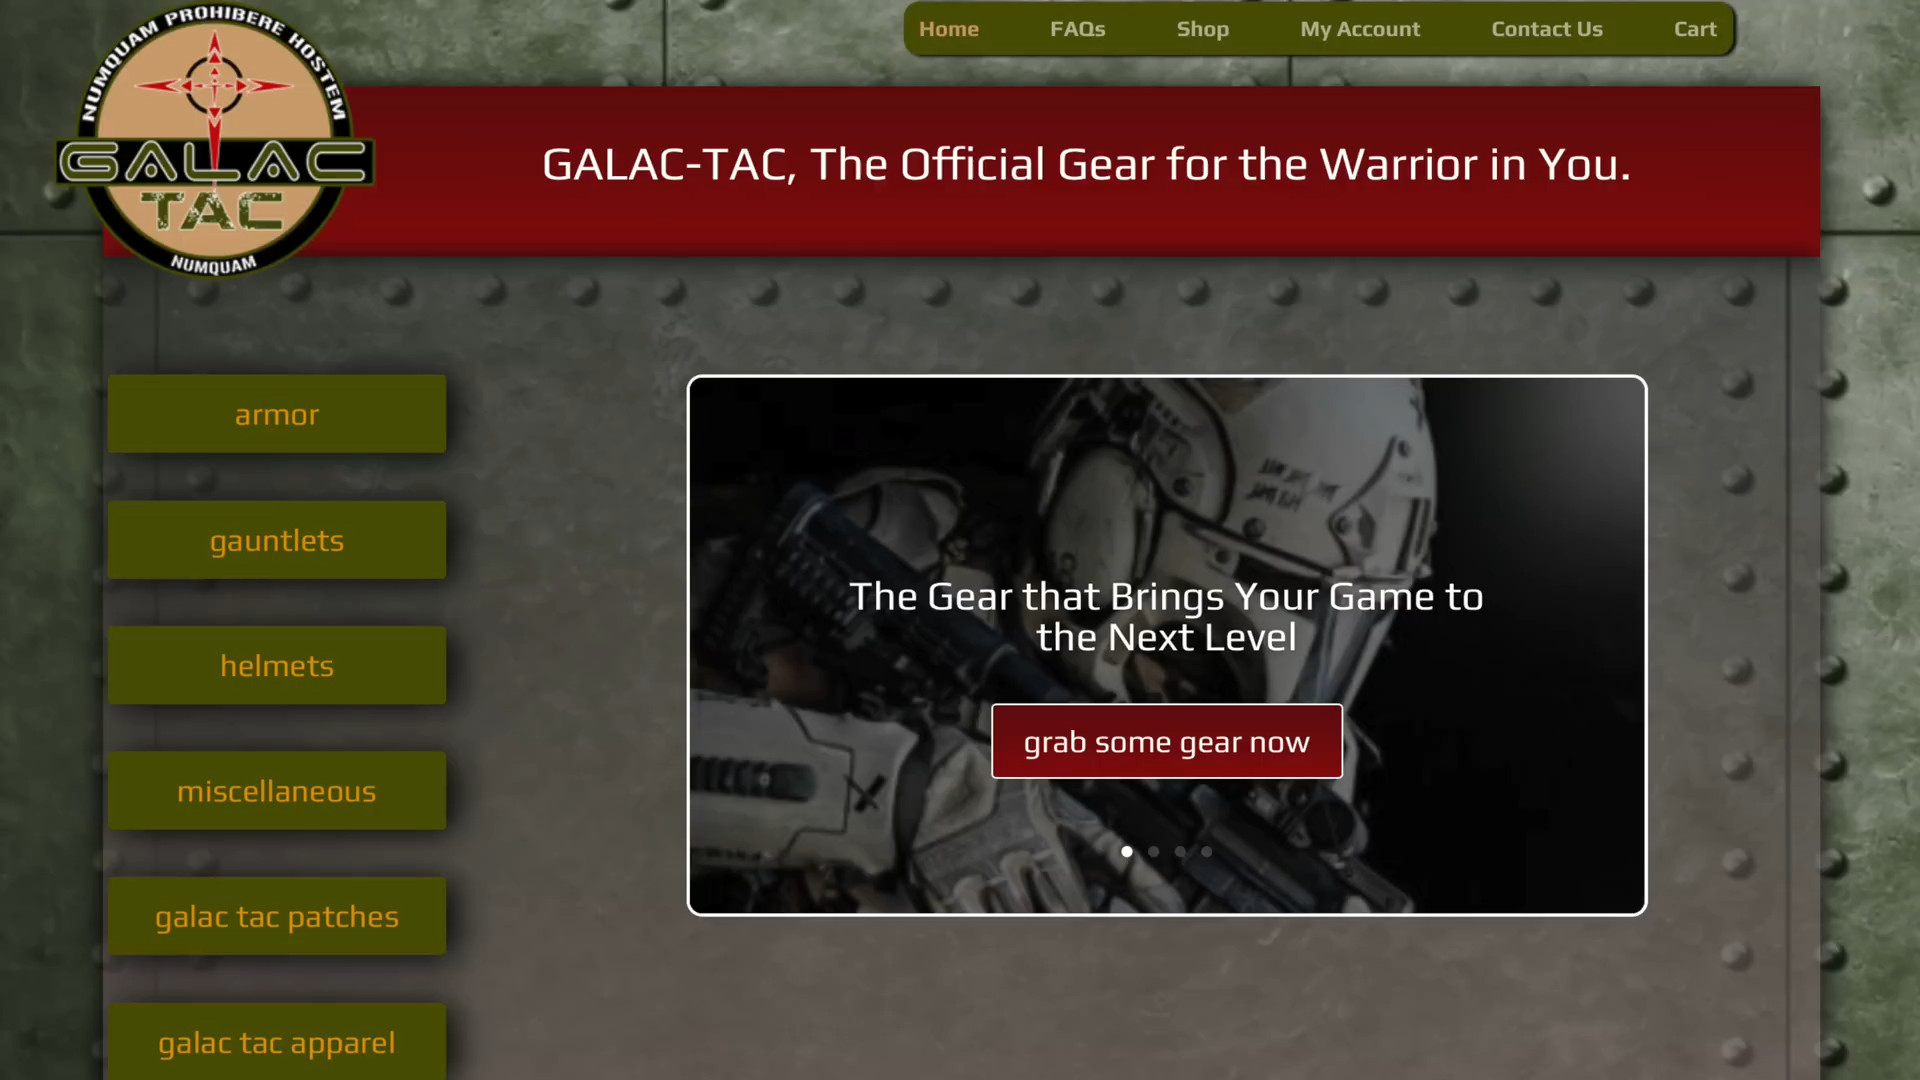 NUMQUAM PROHIBERE HOSTEM
GALAC
TAC
NUMQUAM
Home
FAQs
Shop
My Account
Contact Us
Cart
GALAC-TAC, The Official Gear for the Warrior in You.
armor
gauntlets
helmets
miscellaneous
galac tac patches
galac tac apparel
The Gear that Brings Your Game to
the Next Level
grab some gear now